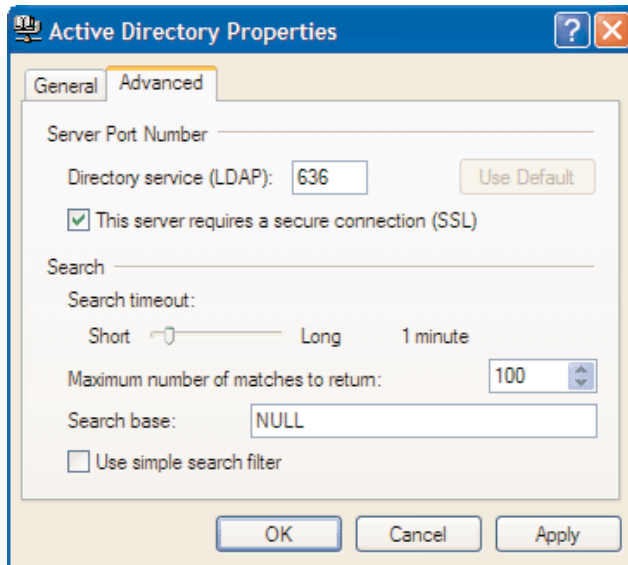 Active Directory Properties
General
Advanced
Server Port Number
Directory service (LDAP): 636 Use Default
This server requires a secure connection (SSL)
Search
Search timeout:
Short Long 1 minute
Maximum number of matches to return: 100
Search base: NULL
Use simple search filter
OK Cancel Apply